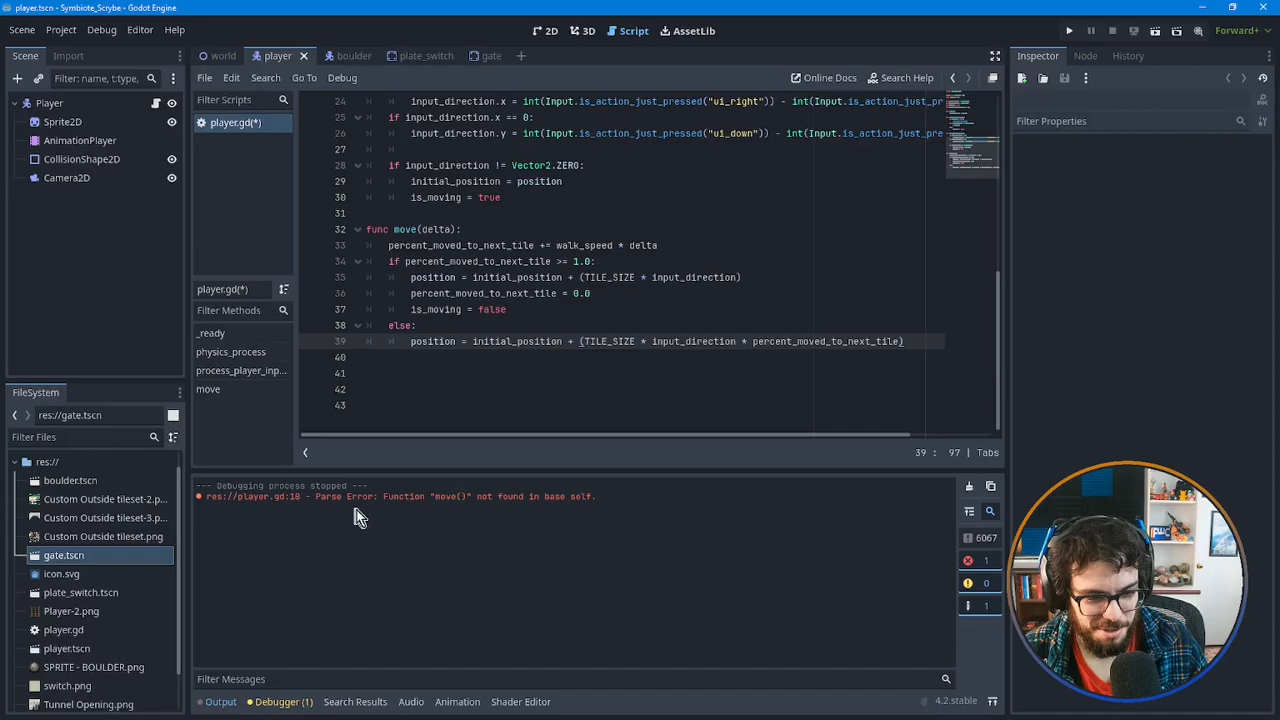 player.tscn - Symbiote_Scrybe - Godot Engine
Scene Project Debug Editor Help
2D 3D Script AssetLib
Forward+
Scene Import
world player boulder plate_switch gate
Inspector Node History
Filter: name, t:type,
File Edit Search Go To Debug
Online Docs Search Help
Player
Sprite2D
AnimationPlayer
CollisionShape2D
Camera2D
Filter Scripts
player.gd(*)
player.gd(*)
Filter Methods
_ready
physics_process
process_player_inp...
move
24 input_direction.x = int(Input.is_action_just_pressed("ui_right")) - int(Input.is_action_just_pr
25 if input_direction.x == 0:
26 input_direction.y = int(Input.is_action_just_pressed("ui_down")) - int(Input.is_action_just_pre
27
28 if input_direction != Vector2.ZERO:
29 initial_position = position
30 is_moving = true
31
32 func move(delta):
33 percent_moved_to_next_tile += walk_speed * delta
34 if percent_moved_to_next_tile >= 1.0:
35 position = initial_position + (TILE_SIZE * input_direction)
36 percent_moved_to_next_tile = 0.0
37 is_moving = false
38 else:
39 position = initial_position + (TILE_SIZE * input_direction * percent_moved_to_next_tile)
40
41
42
43
39 : 97 | Tabs
Filter Properties
FileSystem
res://gate.tscn
Filter Files
res://
boulder.tscn
Custom Outside tileset-2.p...
Custom Outside tileset-3.p...
Custom Outside tileset.png
gate.tscn
icon.svg
plate_switch.tscn
Player-2.png
player.gd
player.tscn
SPRITE - BOULDER.png
switch.png
Tunnel Opening.png
--- Debugging process stopped ---
res://player.gd:18 - Parse Error: Function "move()" not found in base self.
6067
1
0
1
Filter Messages
Output Debugger (1) Search Results Audio Animation Shader Editor
4.2.stable